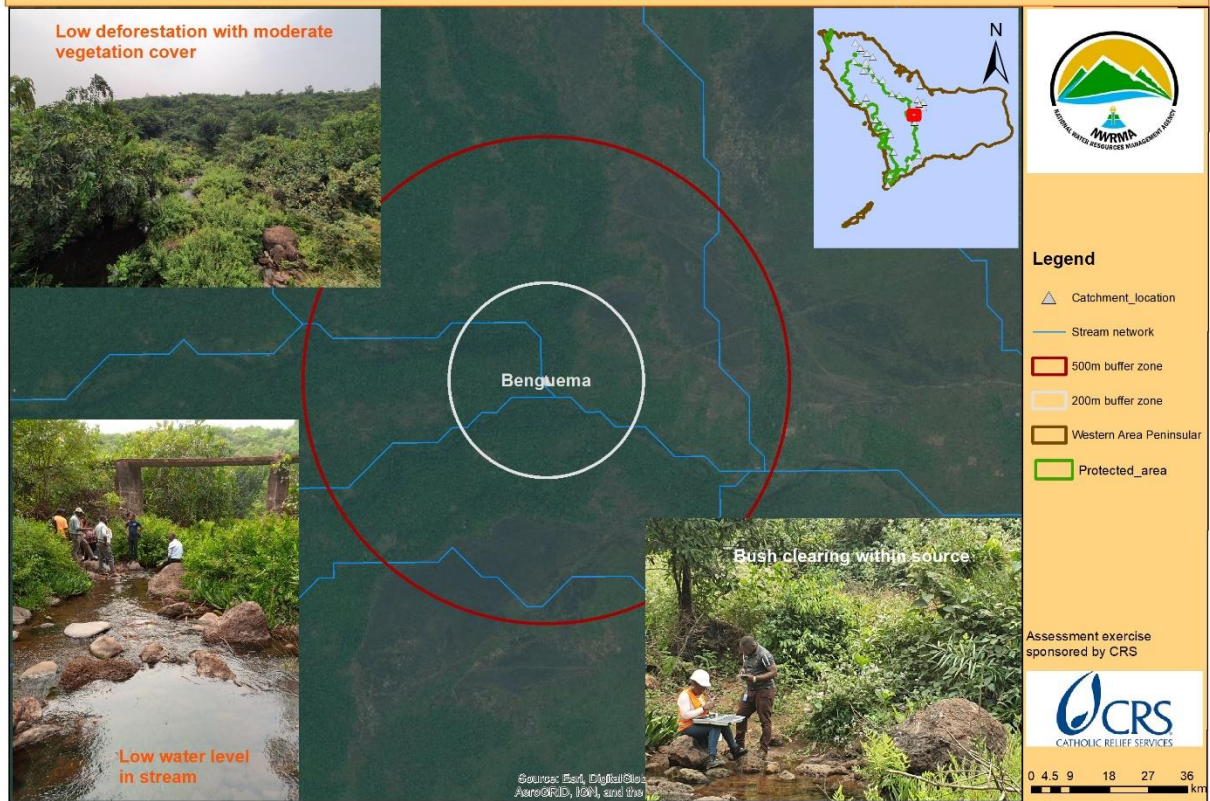 Low deforestation with moderate
vegetation cover
N
NATIONAL WATER RESOURCES MANAGEMENT AGENCY
NWRMA
Legend
Catchment_location
Stream network
500m buffer zone
200m buffer zone
Western Area Peninsular
Protected_area
Benguema
Low water level
in stream
Bush clearing within source
Source: Esri, DigitalGlob
AeroGRID, IGN, and the
Assessment exercise
sponsored by CRS
CRS
CATHOLIC RELIEF SERVICES
0 4.5 9 18 27 36
km